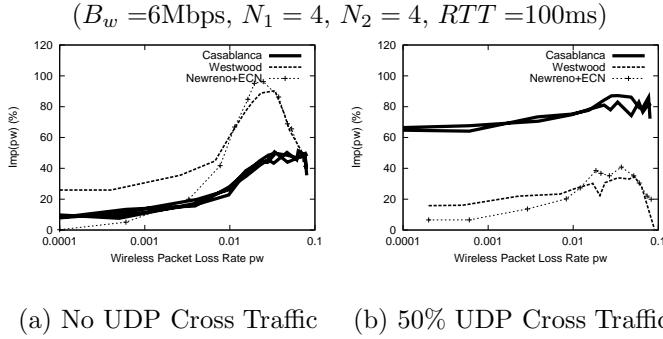 (B_w =6Mbps, N_1 = 4, N_2 = 4, RTT =100ms)
Imp(pw) (%)
120
100
80
60
40
20
0
Casablanca
Westwood
Newreno+ECN
0.0001
0.001
0.01
0.1
Wireless Packet Loss Rate pw
Imp(pw) (%)
120
100
80
60
40
20
0
Casablanca
Westwood
Newreno+ECN
0.0001
0.001
0.01
0.1
Wireless Packet Loss Rate pw
(a) No UDP Cross Traffic
(b) 50% UDP Cross Traffic